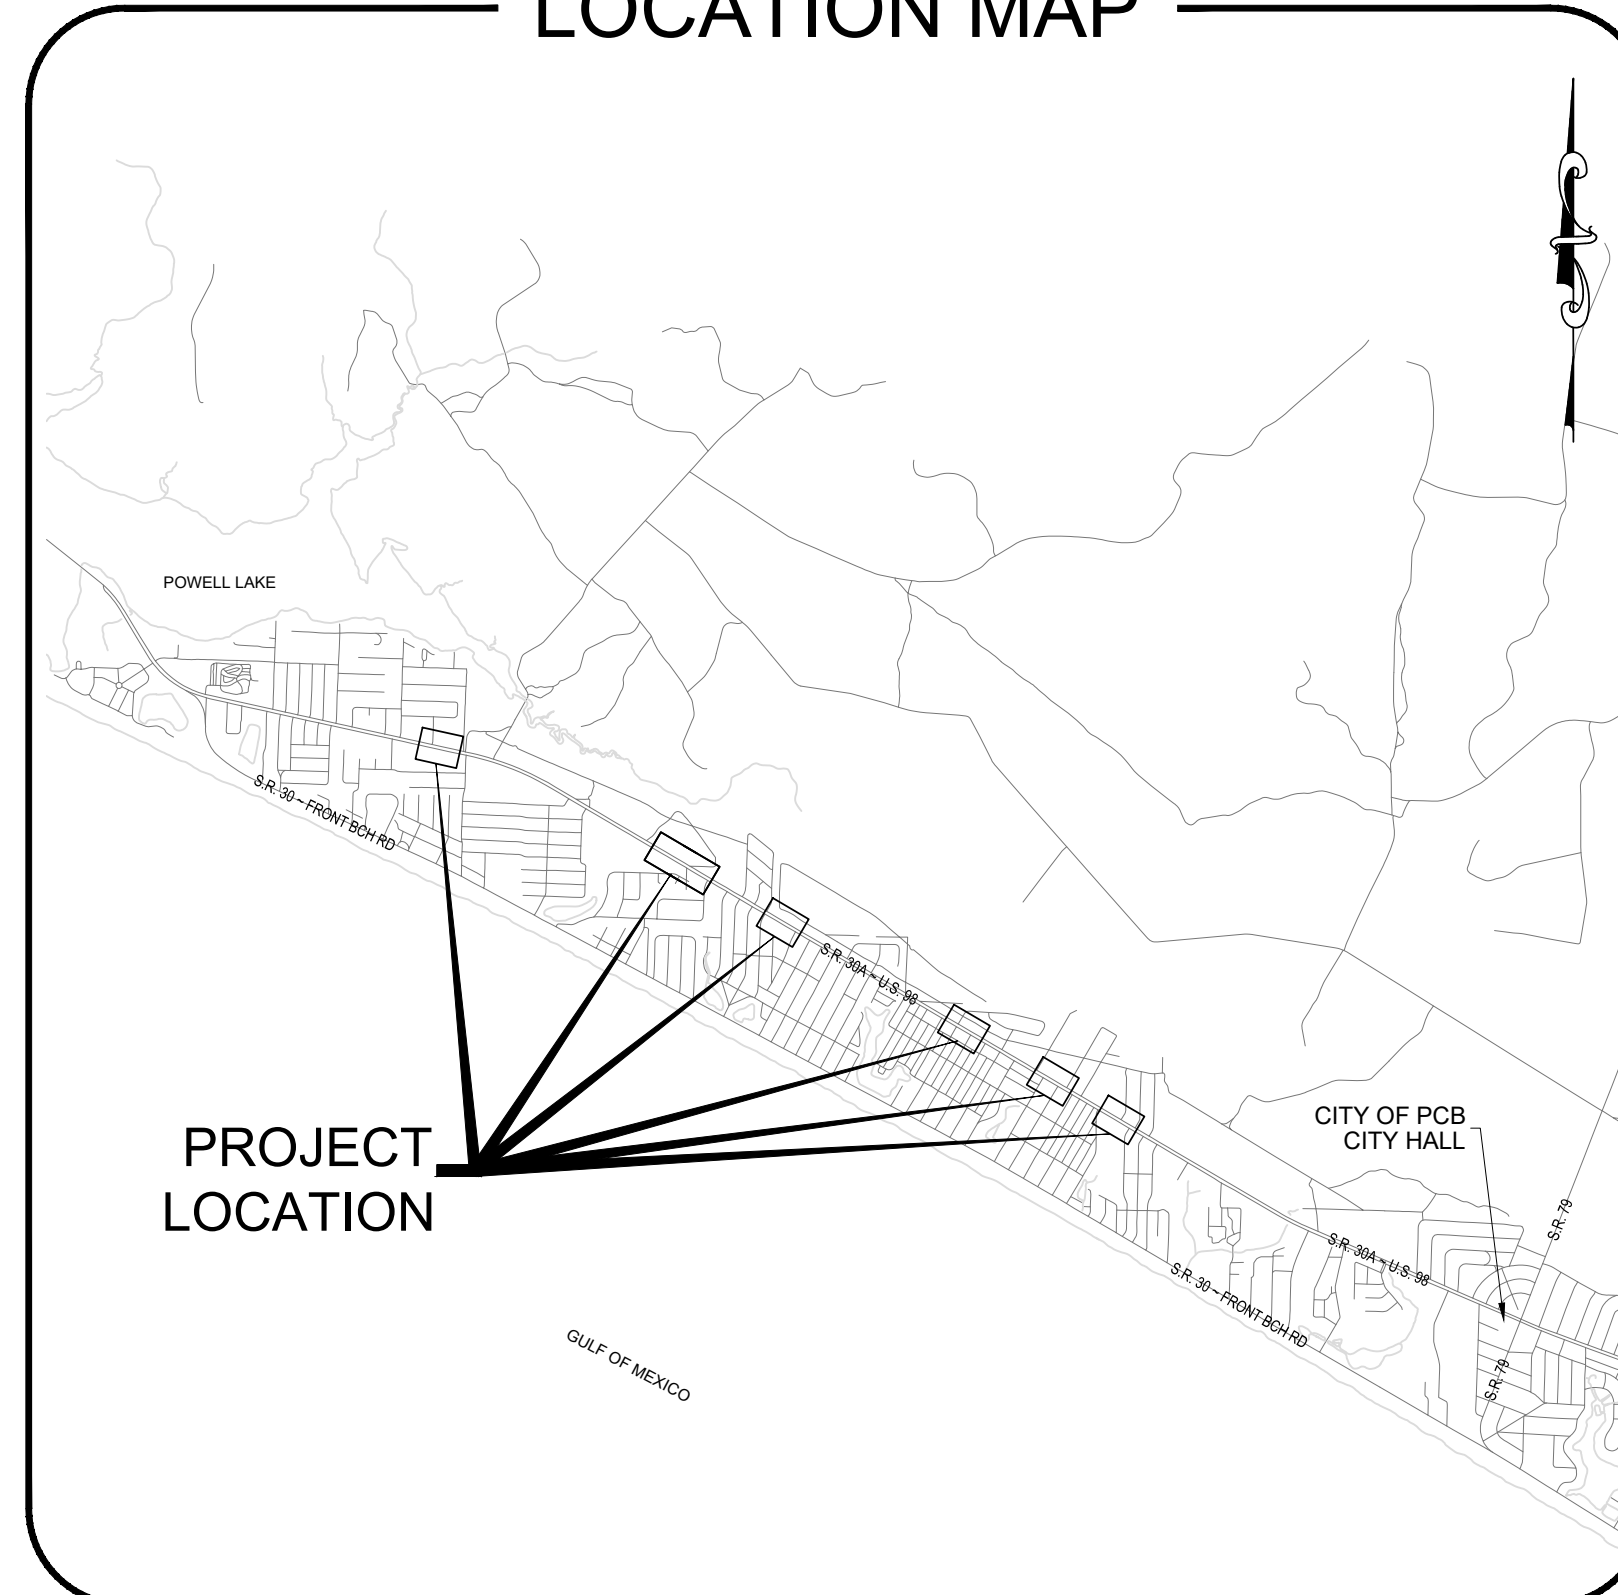 LOCATION MAP
POWELL LAKE
S.R. 30 ~ FRONT BCH RD
S.R. 30A ~ U.S. 98
PROJECT
LOCATION
CITY OF PCB
CITY HALL
S.R. 79
S.R. 30A ~ U.S. 98
S.R. 30 ~ FRONT BCH RD
GULF OF MEXICO
S.R. 79